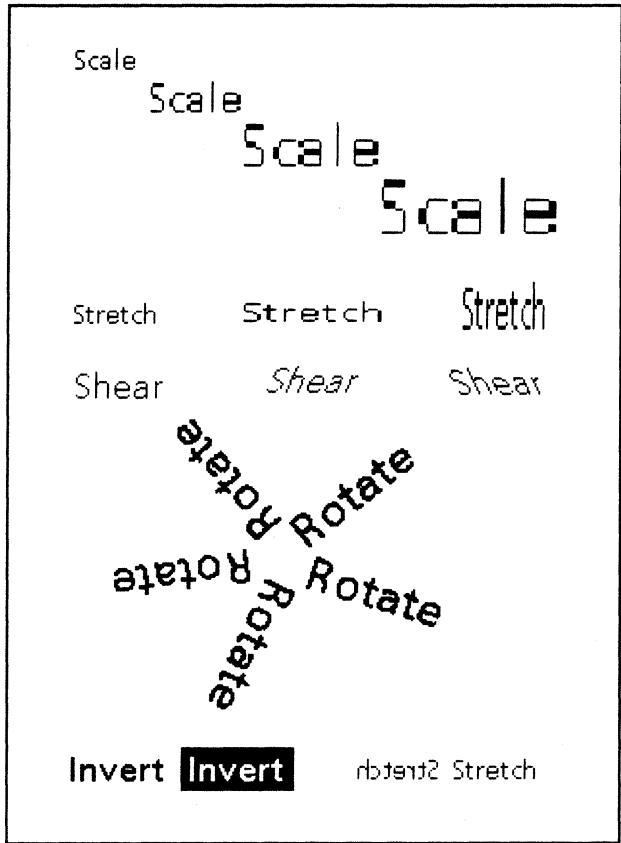 Scale
Scale
Scale
Scale
Stretch Stretch Stretch
Shear Shear Shear
Rotate
Rotate
Rotate
Rotate
Rotate
Invert Invert Stretch Stretch